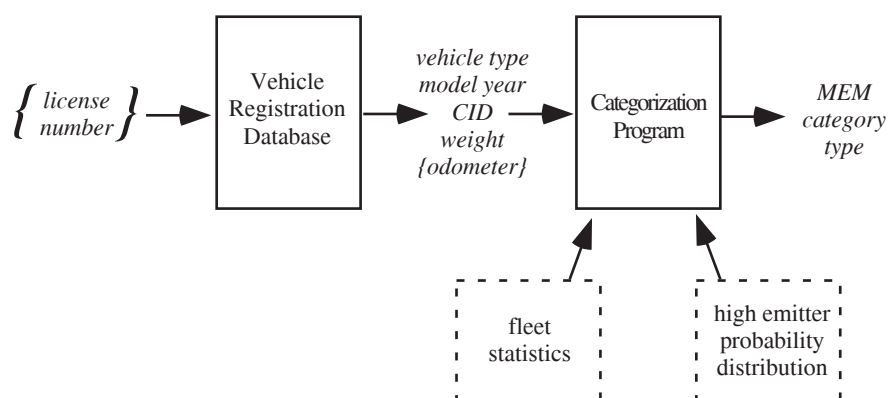 { license
number }
Vehicle
Registration
Database
vehicle type
model year
CID
weight
{odometer}
Categorization
Program
MEM
category
type
fleet
statistics
high emitter
probability
distribution